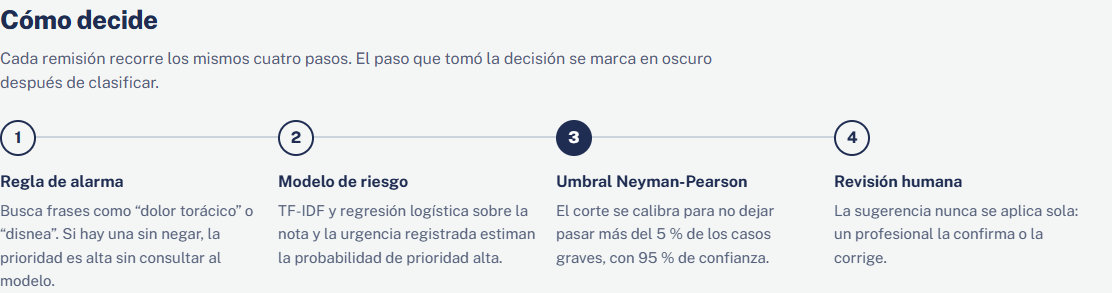 Cómo decide
Cada remisión recorre los mismos cuatro pasos. El paso que tomó la decisión se marca en oscuro
después de clasificar.
1
2
3
4
Regla de alarma
Busca frases como “dolor torácico” o
“disnea”. Si hay una sin negar, la
prioridad es alta sin consultar al
modelo.
Modelo de riesgo
TF-IDF y regresión logística sobre la
nota y la urgencia registrada estiman
la probabilidad de prioridad alta.
Umbral Neyman-Pearson
El corte se calibra para no dejar
pasar más del 5 % de los casos
graves, con 95 % de confianza.
Revisión humana
La sugerencia nunca se aplica sola:
un profesional la confirma o la
corrige.